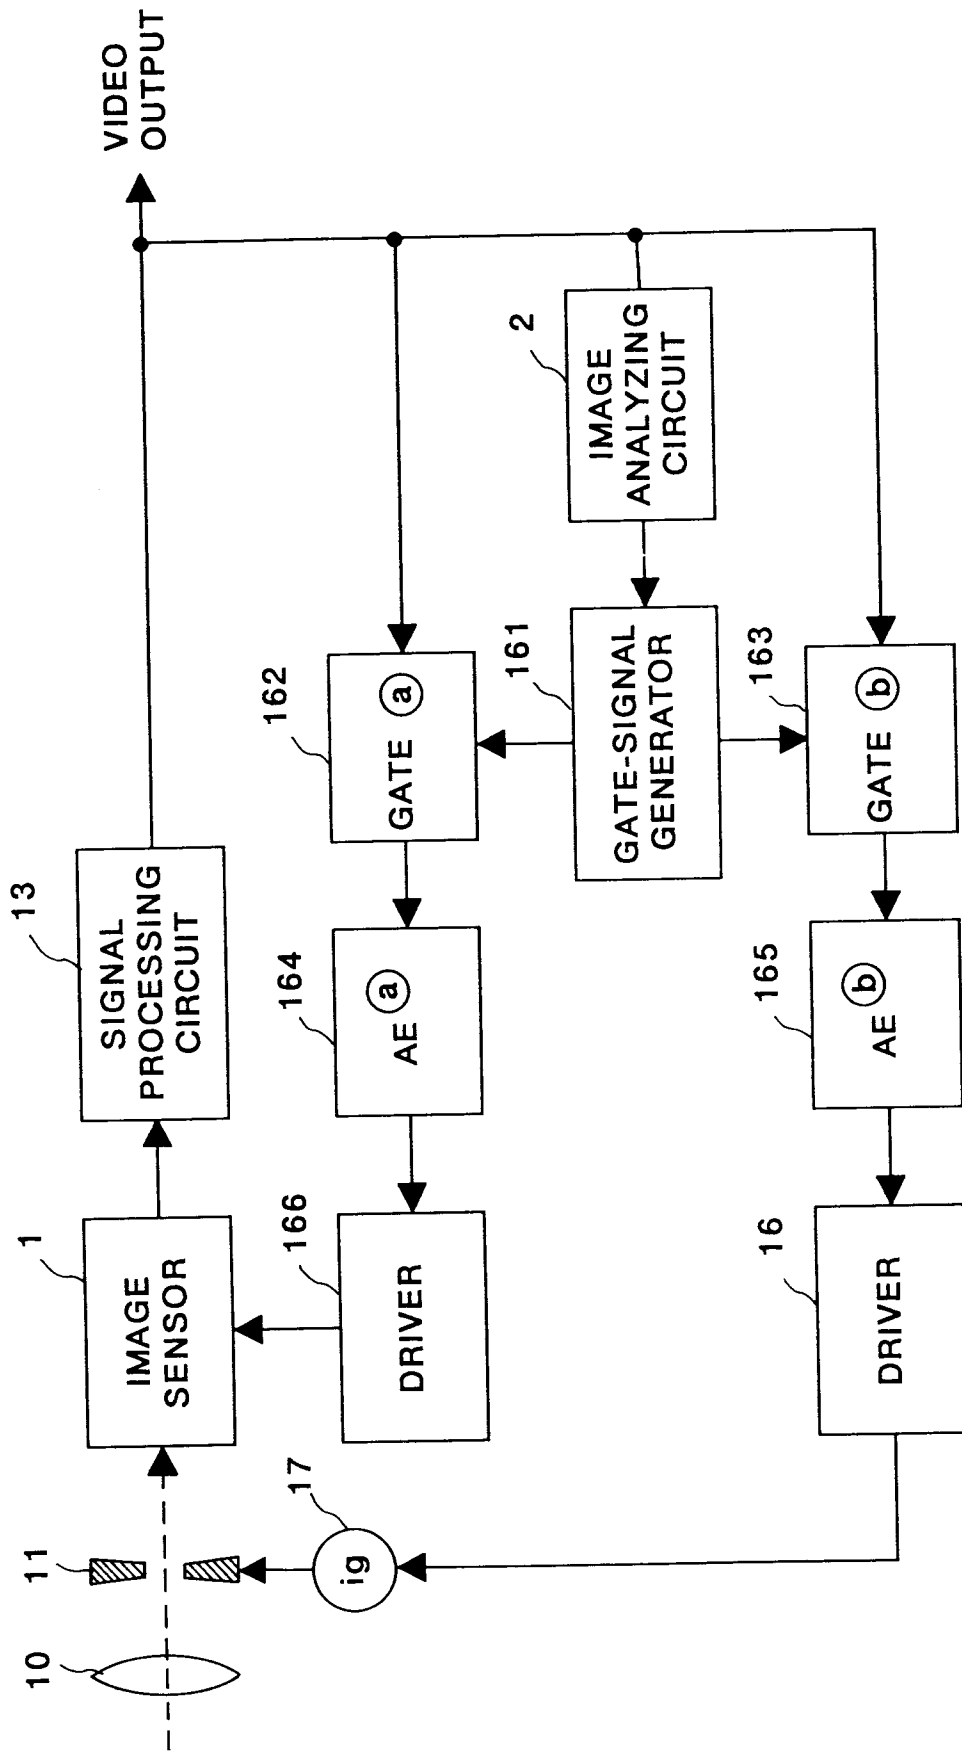 VIDEO
OUTPUT
10
11
1
IMAGE
SENSOR
13
SIGNAL
PROCESSING
CIRCUIT
17
ig
166
DRIVER
164
AE a
162
GATE a
161
GATE-SIGNAL
GENERATOR
2
IMAGE
ANALYZING
CIRCUIT
16
DRIVER
165
AE b
163
GATE b